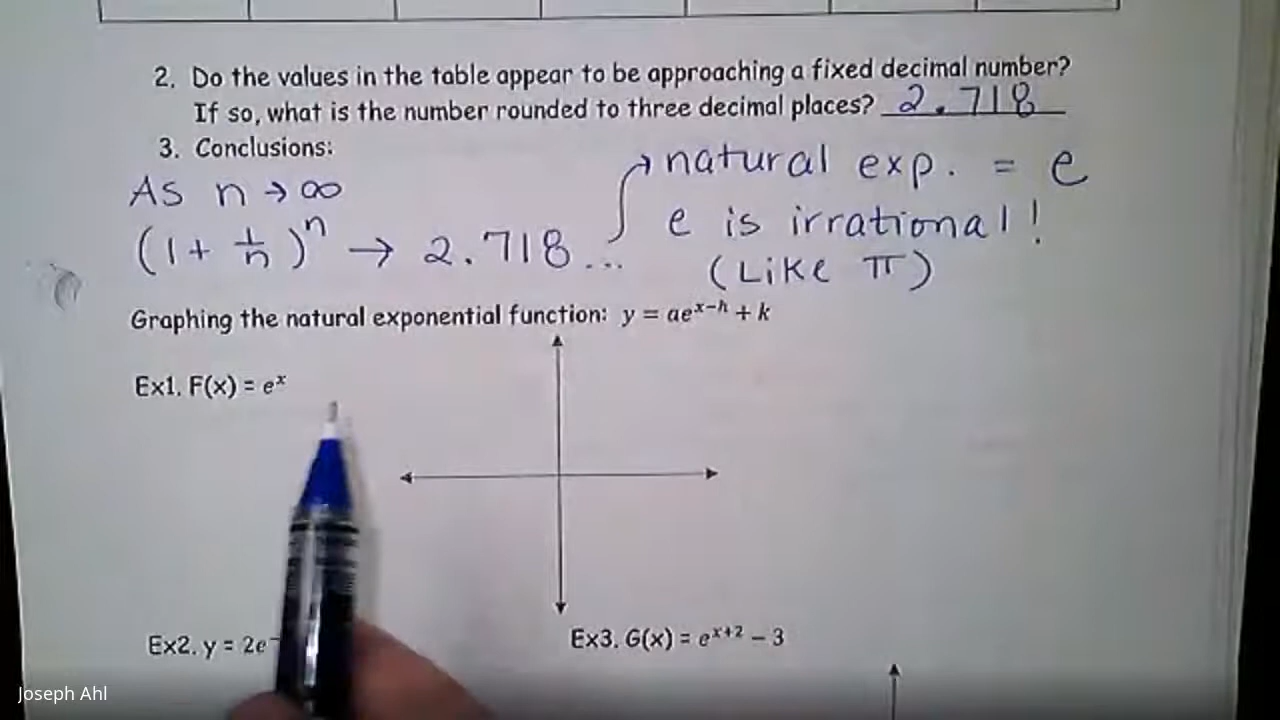 2. Do the values in the table appear to be approaching a fixed decimal number?
If so, what is the number rounded to three decimal places? 2.718
3. Conclusions:
As n → ∞
(1 + 1/n)^n → 2.718...
natural exp. = e
e is irrational!
(Like π)
Graphing the natural exponential function: y = ae^(x-h) + k
Ex1. F(x) = e^x
Ex2. y = 2e^-
Ex3. G(x) = e^(x+2) - 3
Joseph Ahl